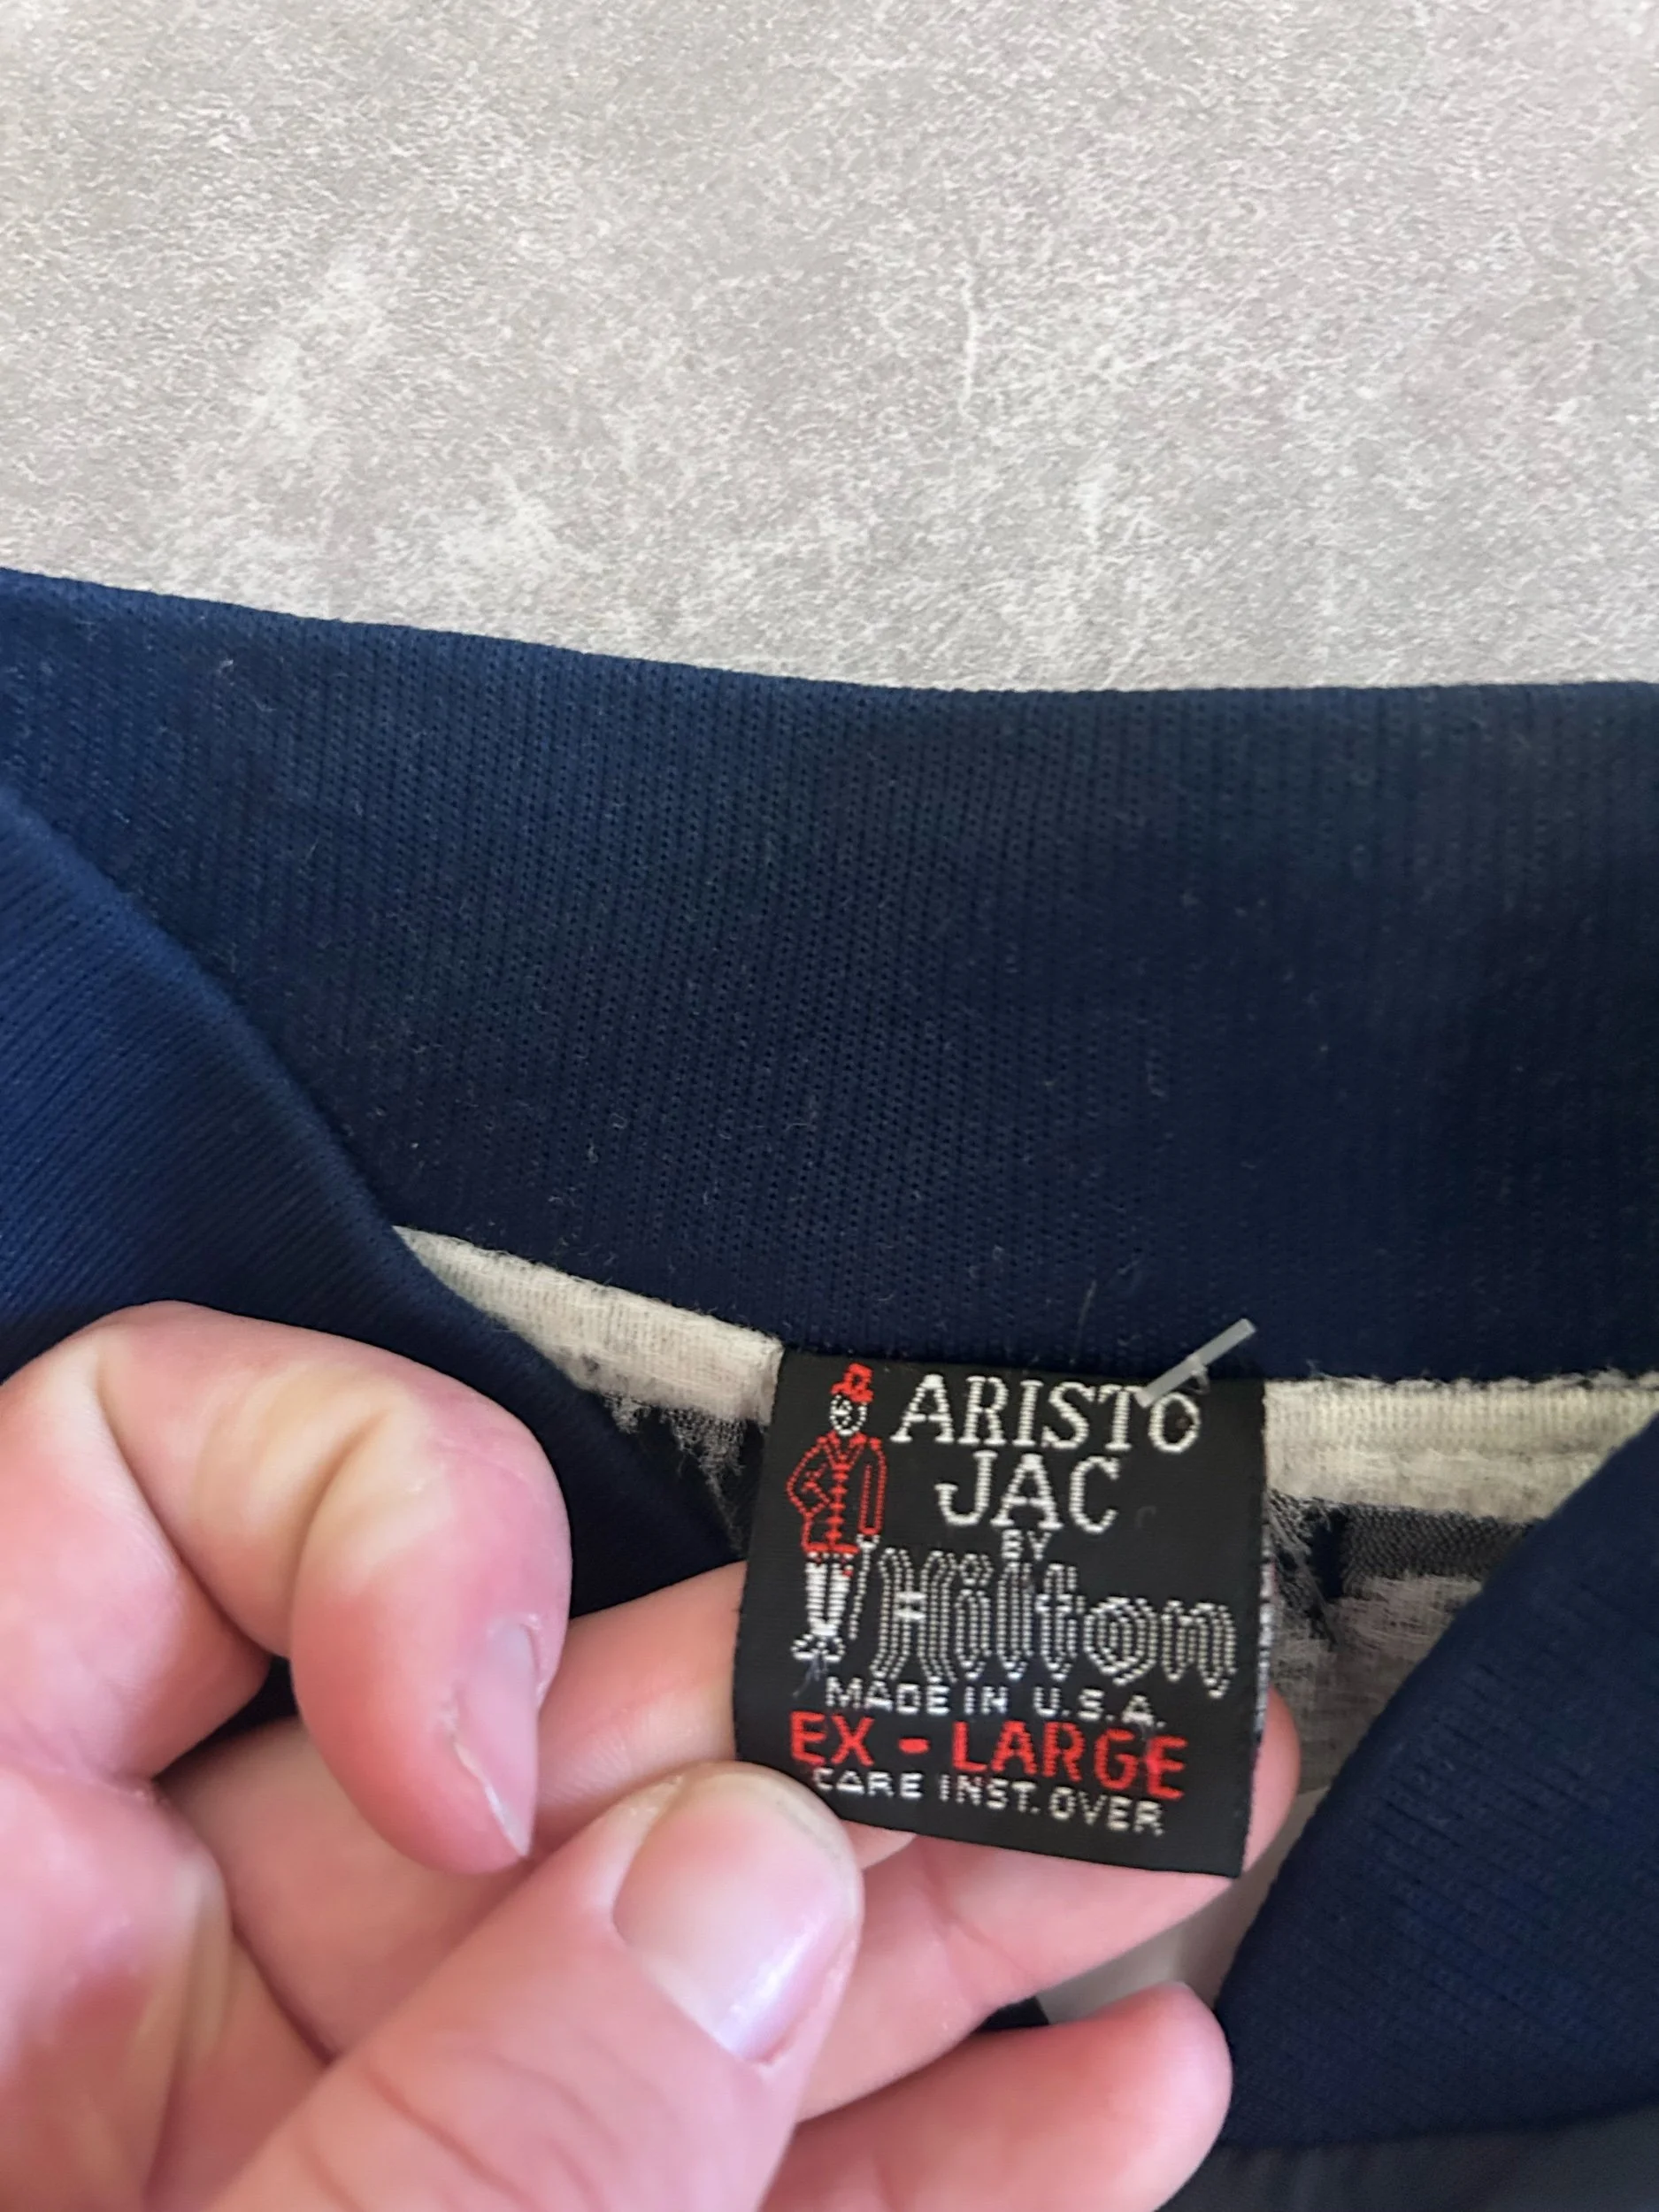 ARISTO
JAC
BY
Hilton
MADE IN U.S.A.
EX - LARGE
CARE INST. OVER